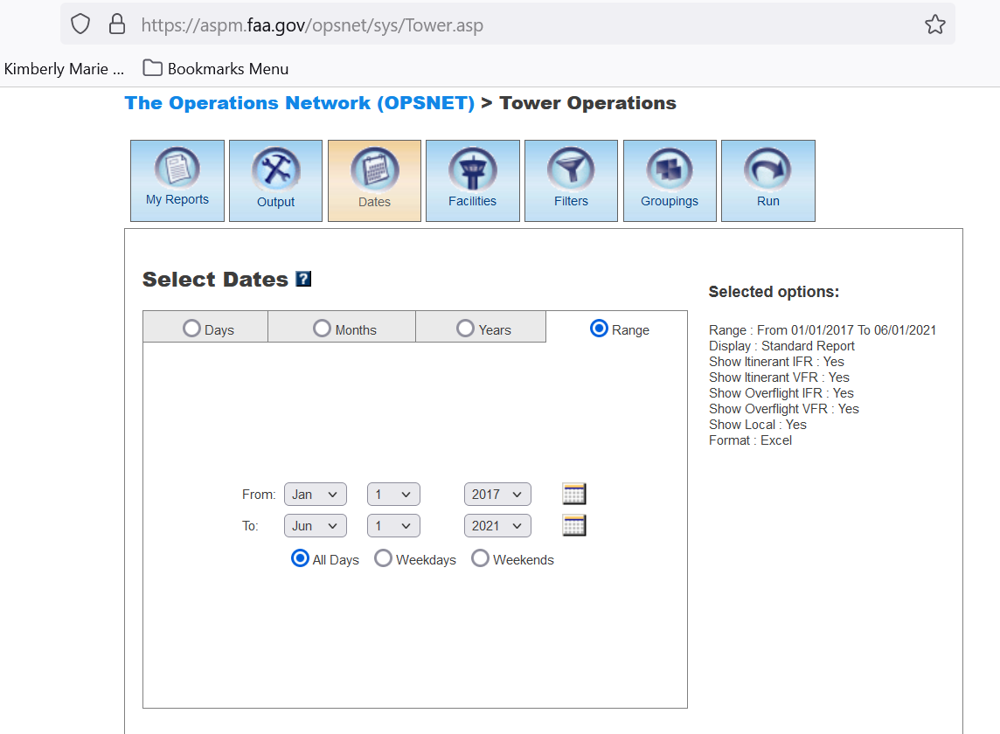 https://aspm.faa.gov/opsnet/sys/Tower.asp
Kimberly Marie ... Bookmarks Menu
The Operations Network (OPSNET) > Tower Operations
My Reports Output Dates Facilities Filters Groupings Run
Select Dates ?
Days Months Years Range
From: Jan 1 2017
To: Jun 1 2021
All Days Weekdays Weekends
Selected options:
Range : From 01/01/2017 To 06/01/2021
Display : Standard Report
Show Itinerant IFR : Yes
Show Itinerant VFR : Yes
Show Overflight IFR : Yes
Show Overflight VFR : Yes
Show Local : Yes
Format : Excel